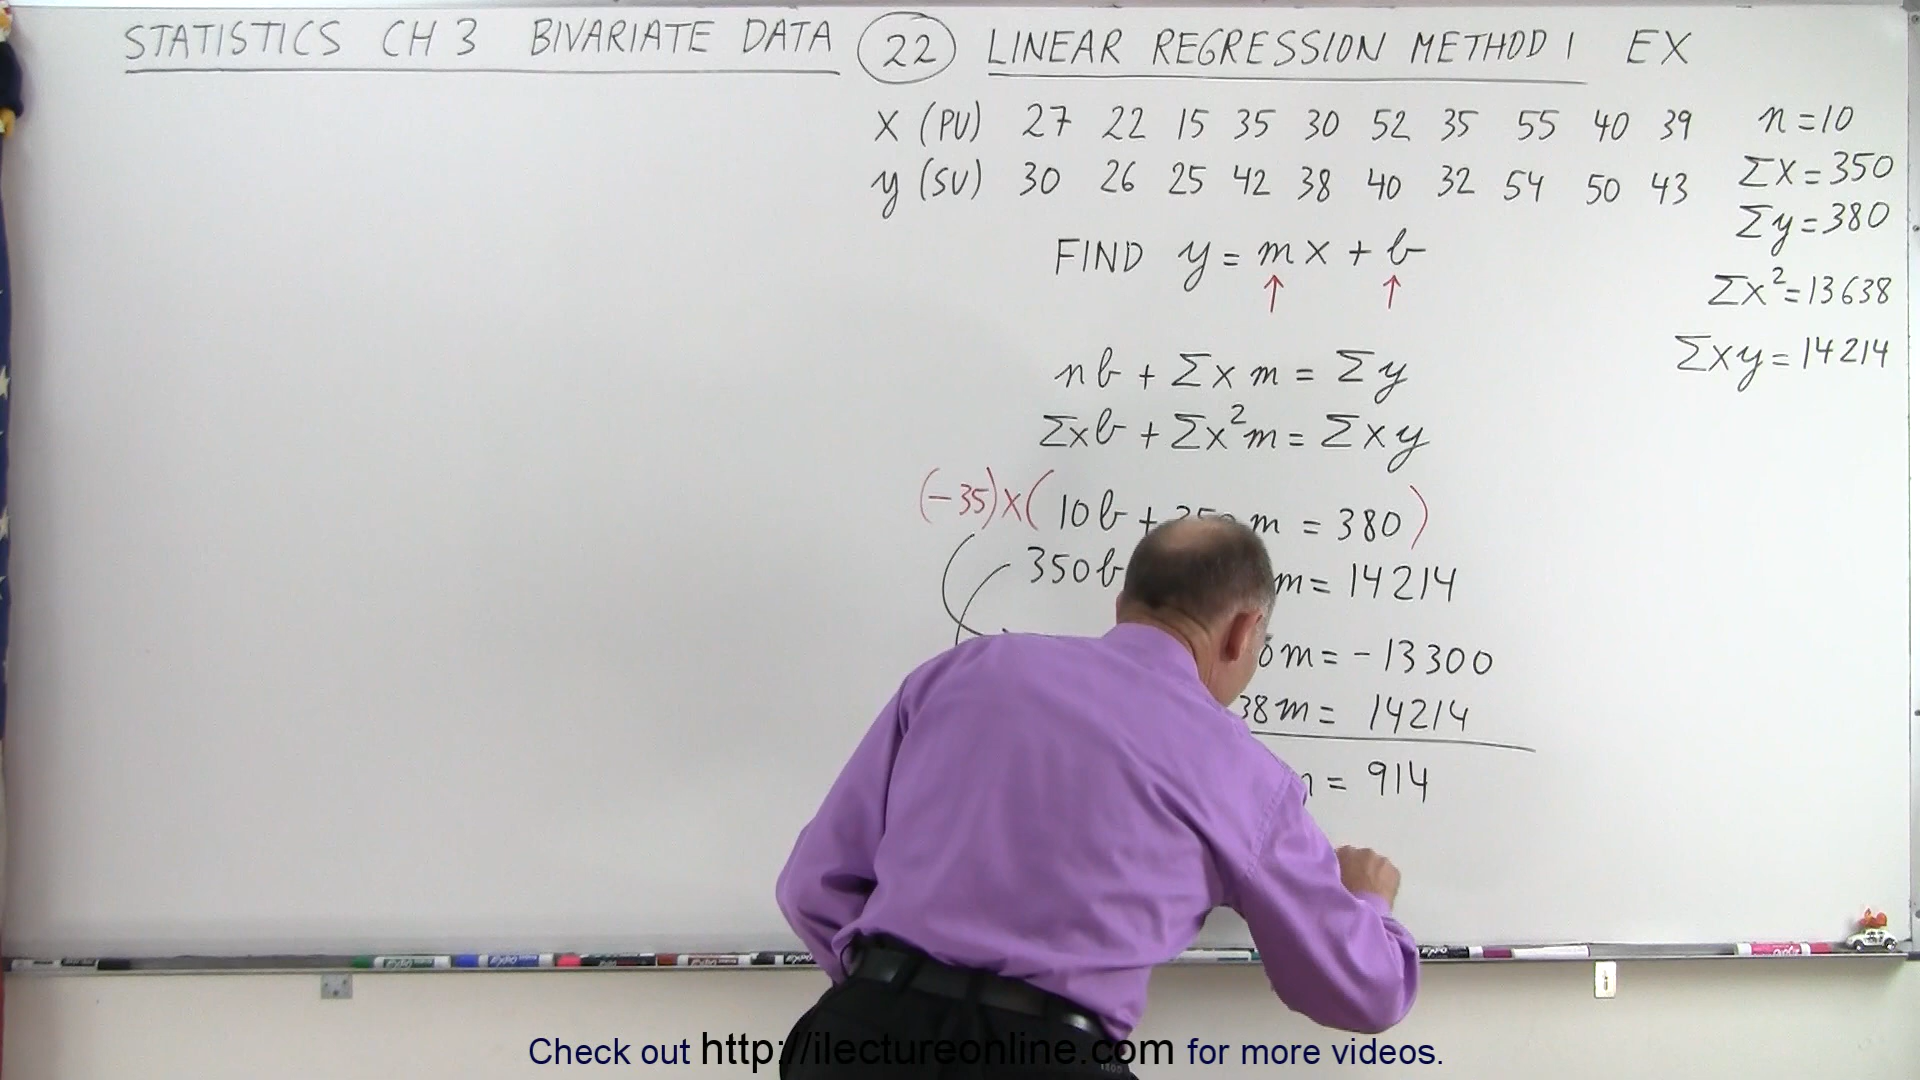 STATISTICS CH 3 BIVARIATE DATA 22 LINEAR REGRESSION METHOD 1 EX
X (PV) 27 22 15 35 30 52 35 55 40 39
y (SV) 30 26 25 42 38 40 32 54 50 43
n = 10
Σx = 350
Σy = 380
Σx² = 13638
Σxy = 14214
FIND y = mx + b
↑ ↑
nb + Σxm = Σy
Σxb + Σx²m = Σxy
(-35) x ( 10b + 350m = 380 )
350b m = 14214
m = -13300
38m = 14214
= 914
Check out http://ilectureonline.com for more videos.